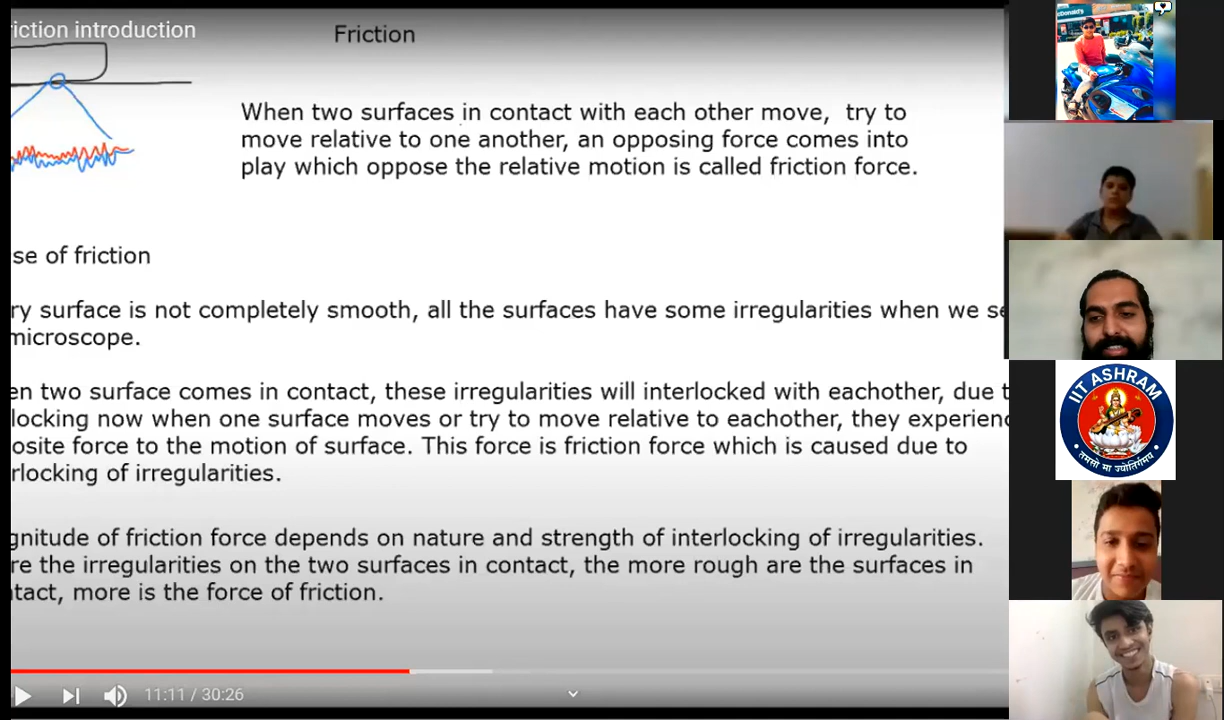 iction introduction
Friction
When two surfaces in contact with each other move, try to
move relative to one another, an opposing force comes into
play which oppose the relative motion is called friction force.
se of friction
ry surface is not completely smooth, all the surfaces have some irregularities when we se
microscope.
en two surface comes in contact, these irregularities will interlocked with eachother, due t
locking now when one surface moves or try to move relative to eachother, they experienc
osite force to the motion of surface. This force is friction force which is caused due to
rlocking of irregularities.
gnitude of friction force depends on nature and strength of interlocking of irregularities.
re the irregularities on the two surfaces in contact, the more rough are the surfaces in
tact, more is the force of friction.
11:11 / 30:26
cDonald's
IIT ASHRAM
तमसो मा ज्योतिर्गमय